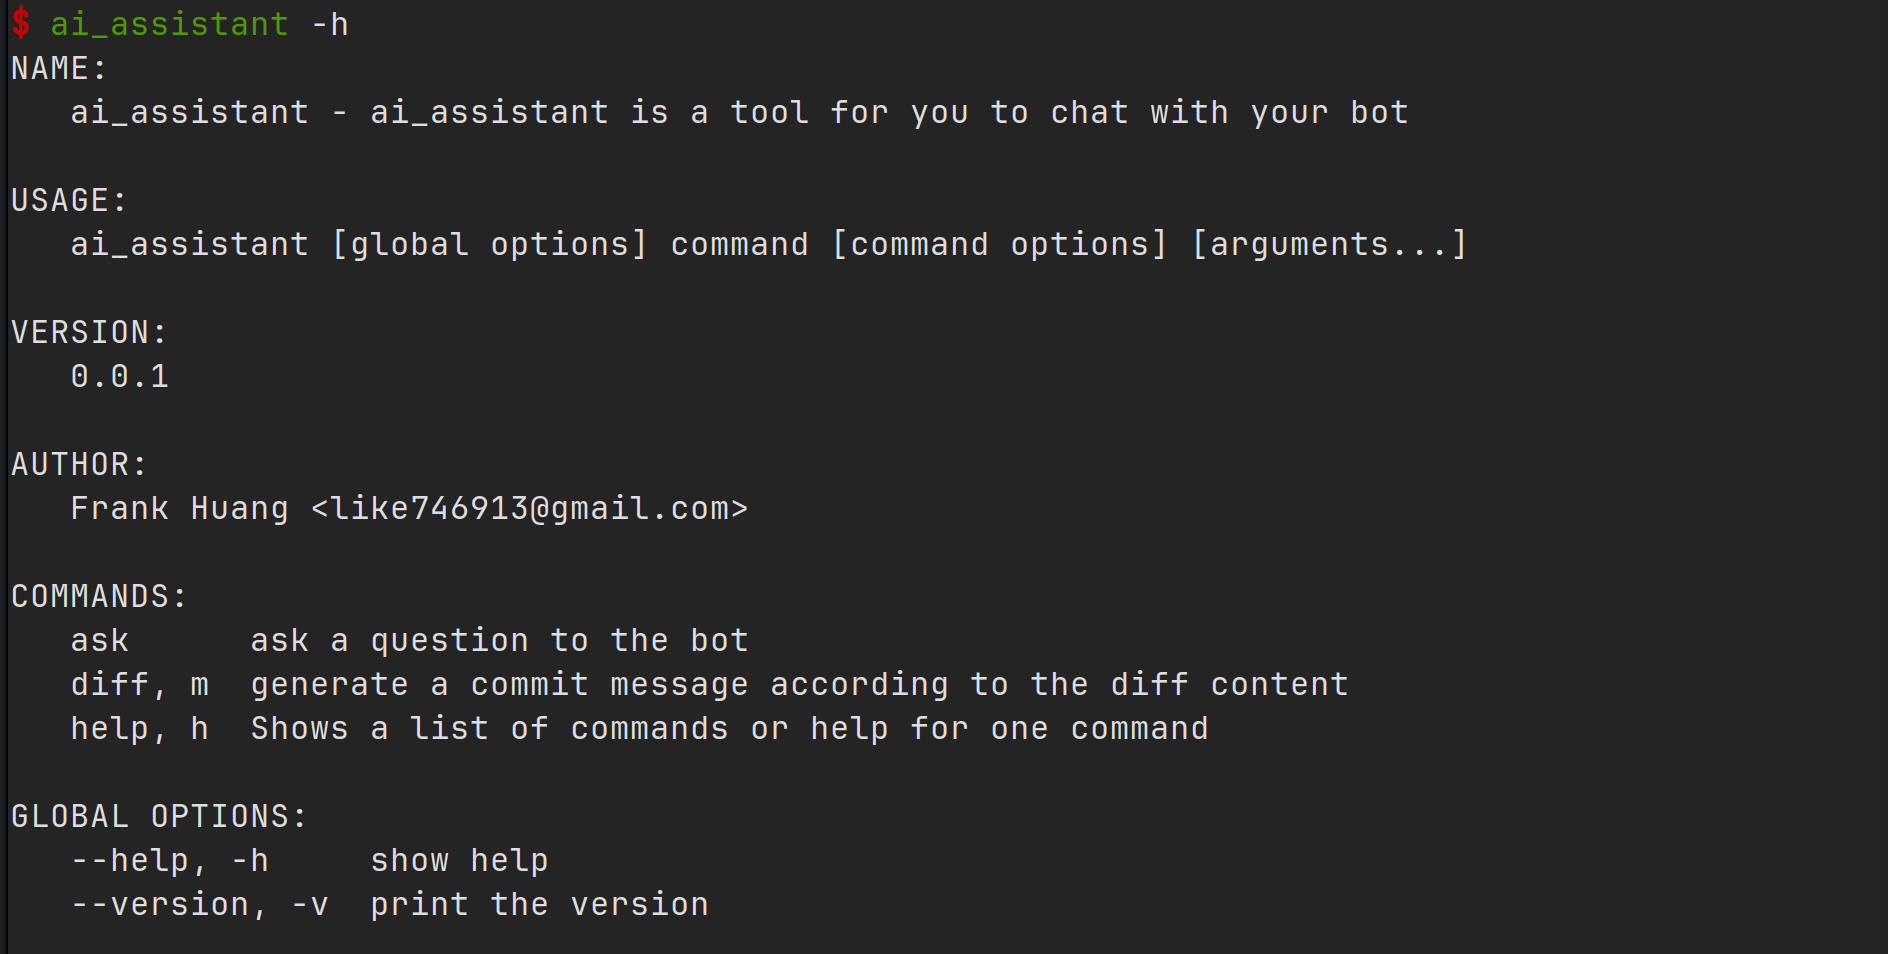 $ ai_assistant -h
NAME:
   ai_assistant - ai_assistant is a tool for you to chat with your bot

USAGE:
   ai_assistant [global options] command [command options] [arguments...]

VERSION:
   0.0.1

AUTHOR:
   Frank Huang <like746913@gmail.com>

COMMANDS:
   ask      ask a question to the bot
   diff, m  generate a commit message according to the diff content
   help, h  Shows a list of commands or help for one command

GLOBAL OPTIONS:
   --help, -h     show help
   --version, -v  print the version